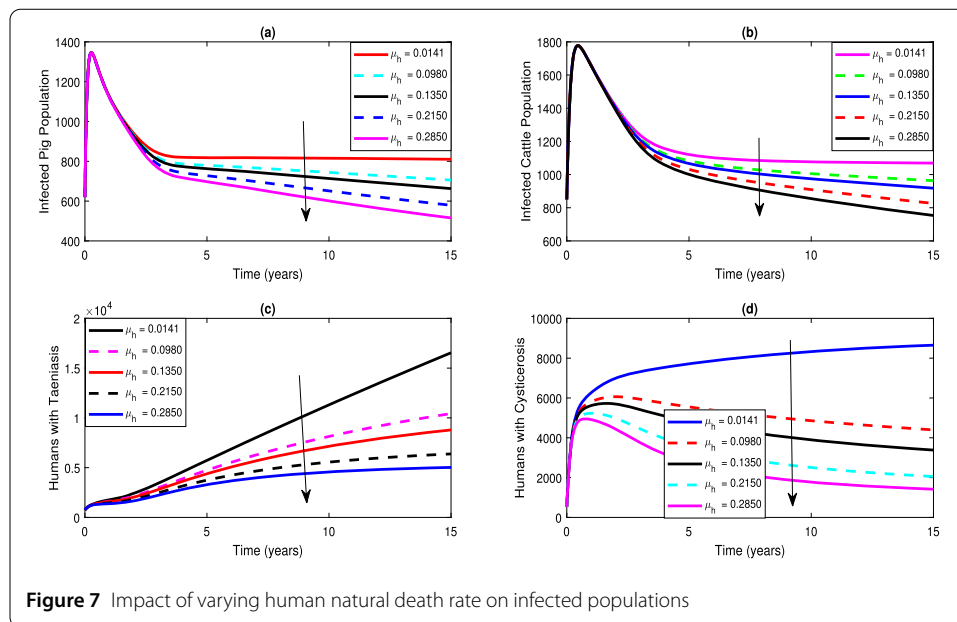 (a)
Infected Pig Population
1400
1200
1000
800
600
400
0 5 10 15
Time (years)
μh = 0.0141
μh = 0.0980
μh = 0.1350
μh = 0.2150
μh = 0.2850
(b)
Infected Cattle Population
1800
1600
1400
1200
1000
800
600
0 5 10 15
Time (years)
μh = 0.0141
μh = 0.0980
μh = 0.1350
μh = 0.2150
μh = 0.2850
(c)
Humans with Taeniasis
×10⁴
2
1.5
1
0.5
0
0 5 10 15
Time (years)
μh = 0.0141
μh = 0.0980
μh = 0.1350
μh = 0.2150
μh = 0.2850
(d)
Humans with Cysticerosis
10000
8000
6000
4000
2000
0
0 5 10 15
Time (years)
μh = 0.0141
μh = 0.0980
μh = 0.1350
μh = 0.2150
μh = 0.2850
Figure 7 Impact of varying human natural death rate on infected populations